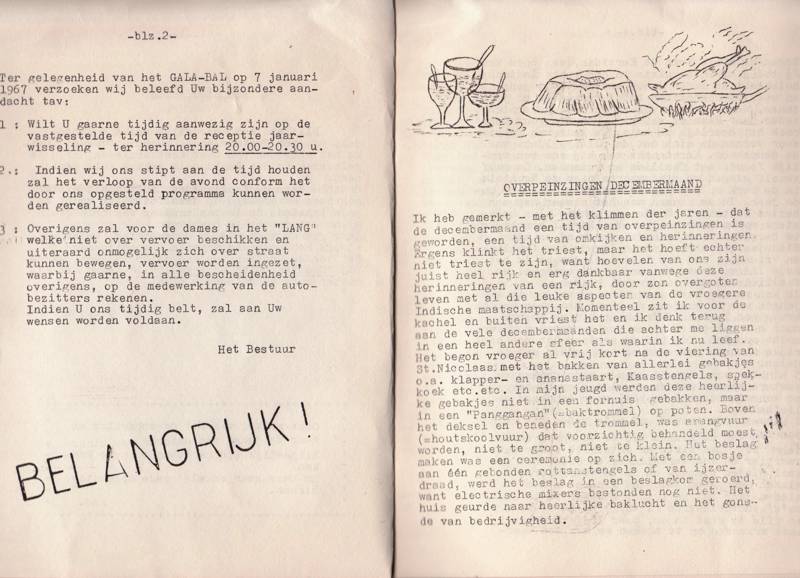 -blz.2-
Ter gelegenheid van het GALA-BAL op 7 januari
1967 verzoeken wij beleefd Uw bijzondere aan-
dacht tav:
1 : Wilt U gaarne tijdig aanwezig zijn op de
vastgestelde tijd van de receptie jaar-
wisseling - ter herinnering 20.00-20.30 u.
2.: Indien wij ons stipt aan de tijd houden
zal het verloop van de avond conform het
door ons opgesteld programma kunnen wor-
den gerealiseerd.
3 : Overigens zal voor de dames in het "LANG"
welke niet over vervoer beschikken en
uiteraard onmogelijk zich over straat
kunnen bewegen, vervoer worden ingezet,
waarbij gaarne, in alle bescheidenheid
overigens, op de medewerking van de auto-
bezitters rekenen.
Indien U ons tijdig belt, zal aan Uw
wensen worden voldaan.
Het Bestuur
BELANGRIJK!
OVERPEINZINGEN DECEMBERMAAND
Ik heb gemerkt - met het klimmen der jaren - dat
de decembermaand een tijd van overpeinzingen is
geworden, een tijd van omkijken en herinneringen.
Ergens klinkt het triest, maar het hoeft echter
niet triest te zijn, want hoevelen van ons zijn
juist heel rijk en erg dankbaar vanwege deze
herinneringen van een rijk, door zon overgoten
leven met al die leuke aspecten van de vroegere
Indische maatschappij. Momenteel zit ik voor de
kachel en buiten vriest het en ik denk terug
aan de vele decembermaanden die achter me liggen
in een heel andere sfeer als waarin ik nu leef.
Het begon vroeger al vrij kort na de viering van
St.Nicolaas met het bakken van allerlei gebakjes
o.a. klapper- en ananastaart, Kaasstengels, spek-
koek etc.etc. In mijn jeugd werden deze heerlij-
ke gebakjes niet in een fornuis gebakken, maar
in een "Panggangan" (=baktrommel) op poten. Boven
het deksel en beneden de trommel, was arangvuur
(=houtskoolvuur) dat voorzichtig behandeld moest
worden, niet te groot, niet te klein. Het beslag
maken was een ceremonie op zich. Met een bosje
aan één gebonden rottanstengels of van ijzer-
draad, werd het beslag in een beslagkom geroerd,
want electrische mixers bestonden nog niet. Het
huis geurde naar heerlijke baklucht en het gons-
de van bedrijvigheid.